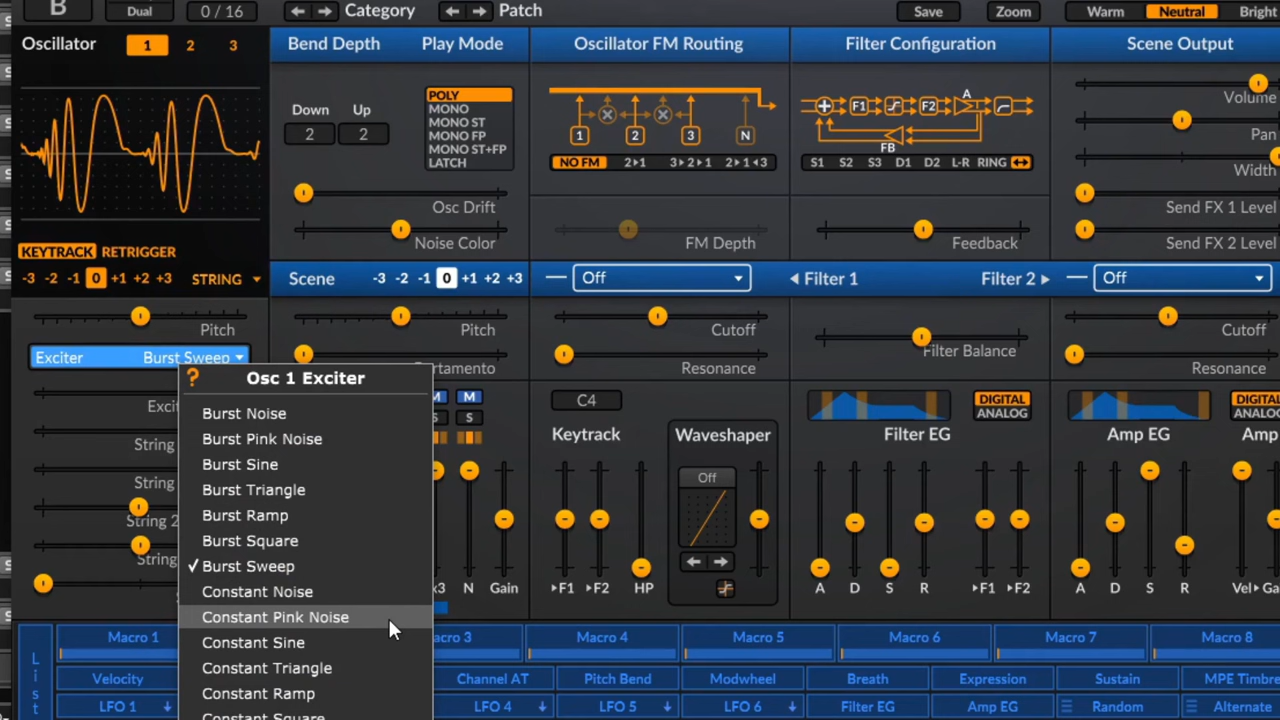 B
Dual
0 / 16
Category
Patch
Save
Zoom
Warm
Neutral
Bright
Oscillator
1
2
3
Bend Depth
Play Mode
Oscillator FM Routing
Filter Configuration
Scene Output
Down
Up
2
2
POLY
MONO
MONO ST
MONO FP
MONO ST+FP
LATCH
1
2
3
N
NO FM
2▸1
3▸2▸1
2▸1◂3
F1
F2
A
FB
S1
S2
S3
D1
D2
L-R
RING
Volume
Pan
Width
Send FX 1 Level
Send FX 2 Level
Osc Drift
Noise Color
FM Depth
Feedback
KEYTRACK
RETRIGGER
-3 -2 -1 0 +1 +2 +3
STRING
Scene
-3 -2 -1 0 +1 +2 +3
Off
Filter 1
Filter 2
Off
Pitch
Pitch
Cutoff
Filter Balance
Cutoff
Exciter
Burst Sweep
Resonance
Resonance
Osc 1 Exciter
Burst Noise
Burst Pink Noise
Burst Sine
Burst Triangle
Burst Ramp
Burst Square
✓ Burst Sweep
Constant Noise
Constant Pink Noise
Constant Sine
Constant Triangle
Constant Ramp
Constant Square
String
String
String 2
M
S
N
Gain
C4
Keytrack
▸F1
▸F2
HP
Waveshaper
Off
DIGITAL
ANALOG
Filter EG
A
D
S
R
▸F1
▸F2
DIGITAL
Amp EG
A
D
S
R
List
Macro 1
Macro 4
Macro 5
Macro 6
Macro 7
Macro 8
Velocity
Channel AT
Pitch Bend
Modwheel
Breath
Expression
Sustain
MPE Timbre
LFO 1
LFO 4
LFO 5
LFO 6
Filter EG
Amp EG
Random
Alternate